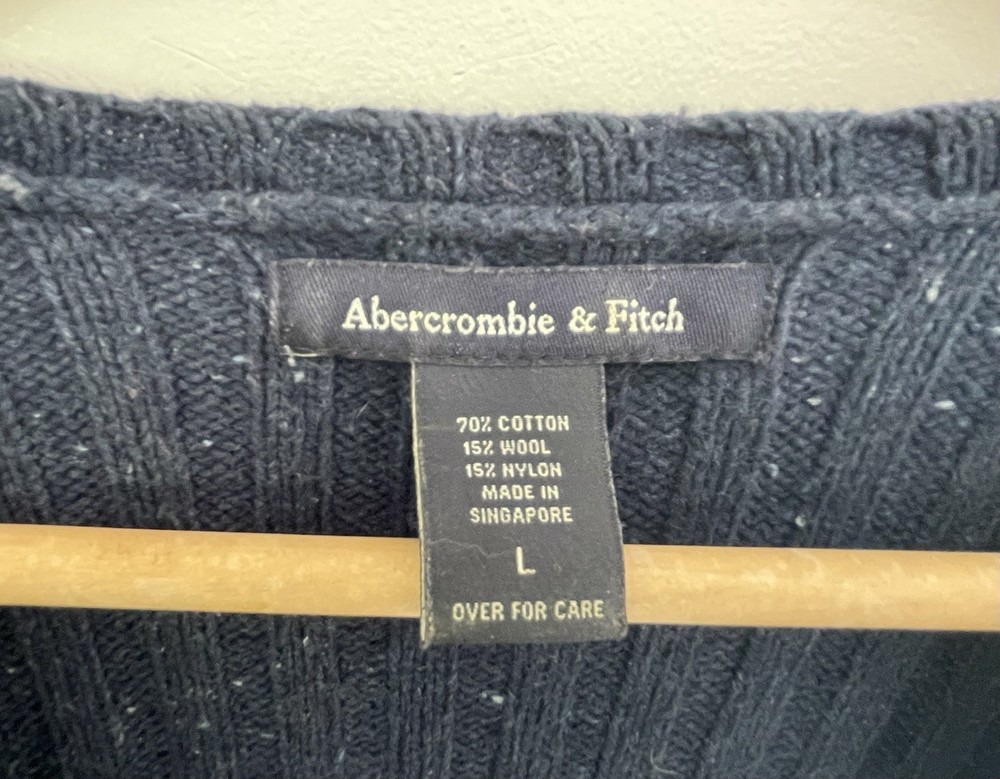 Abercrombie & Fitch
70% COTTON
15% WOOL
15% NYLON
MADE IN
SINGAPORE
L
OVER FOR CARE